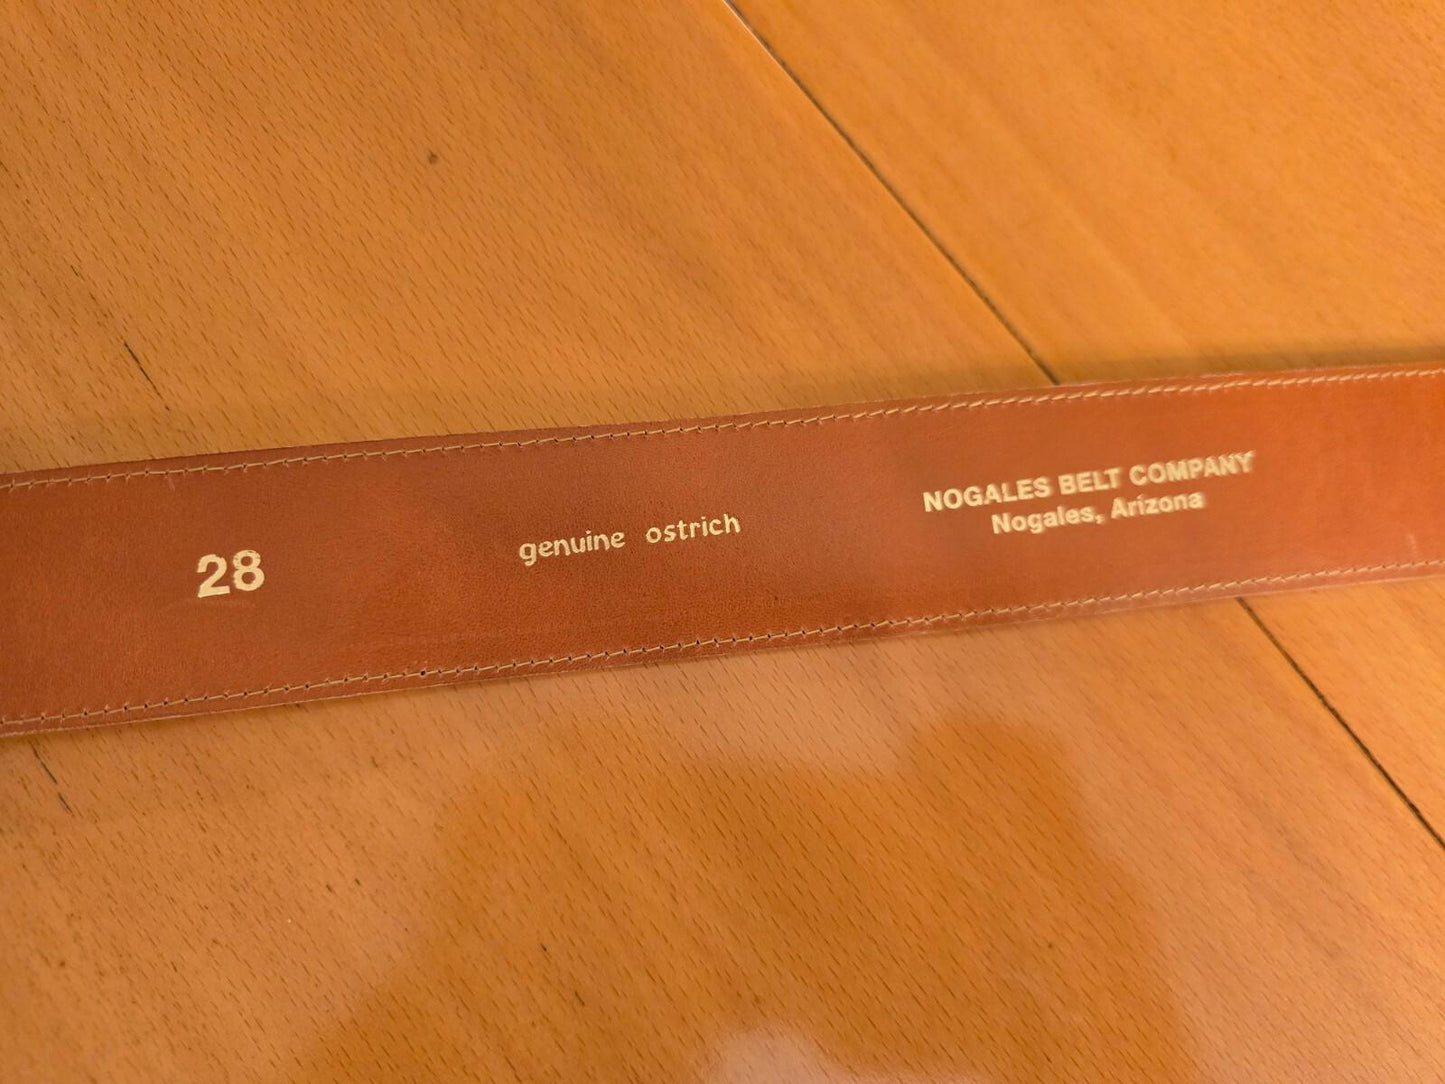 28
genuine ostrich
NOGALES BELT COMPANY
Nogales, Arizona